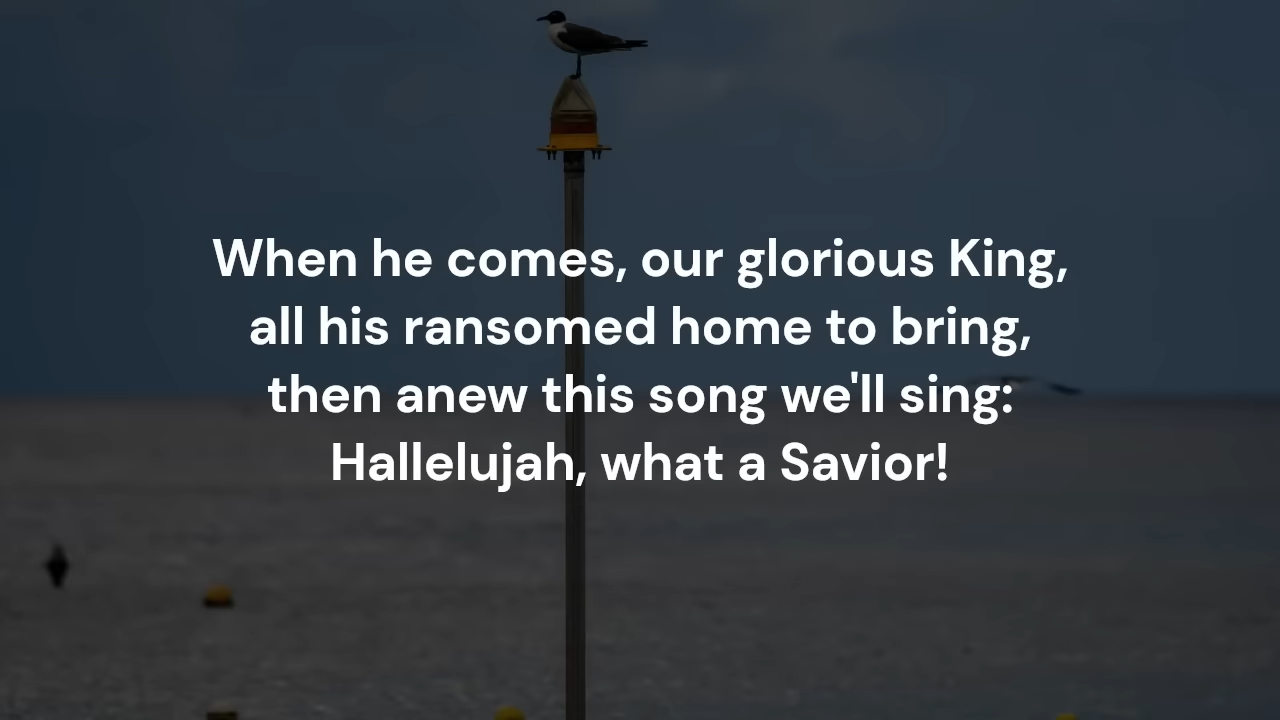 When he comes, our glorious King,
all his ransomed home to bring,
then anew this song we'll sing:
Hallelujah, what a Savior!